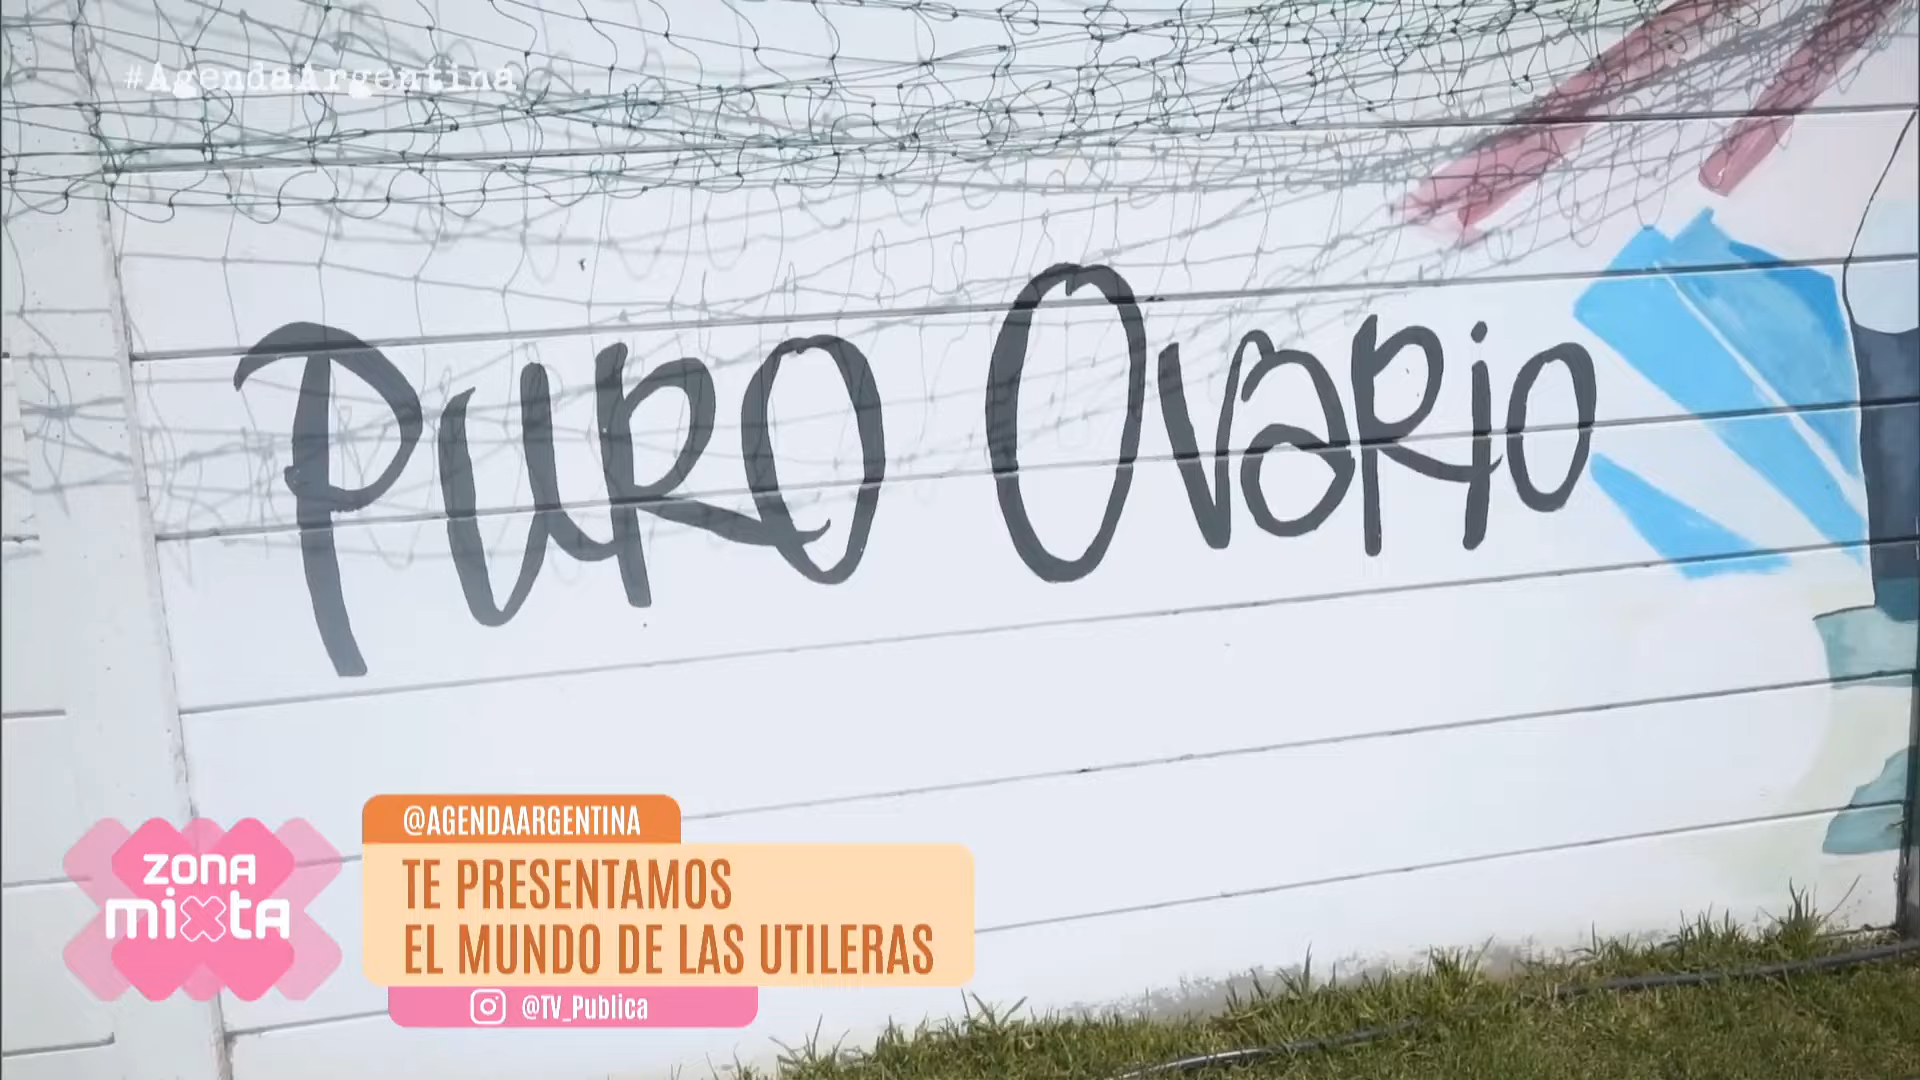 #AgendaArgentina
PURO OVARIO
@AGENDAARGENTINA
TE PRESENTAMOS
EL MUNDO DE LAS UTILERAS
ZONA
mixta
@TV_Publica